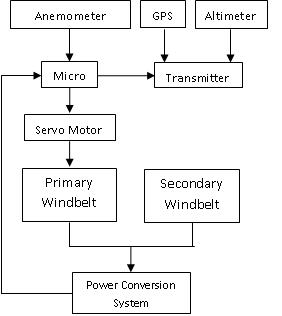 Anemometer
GPS
Altimeter
Micro
Transmitter
Servo Motor
Primary
Windbelt
Secondary
Windbelt
Power Conversion
System